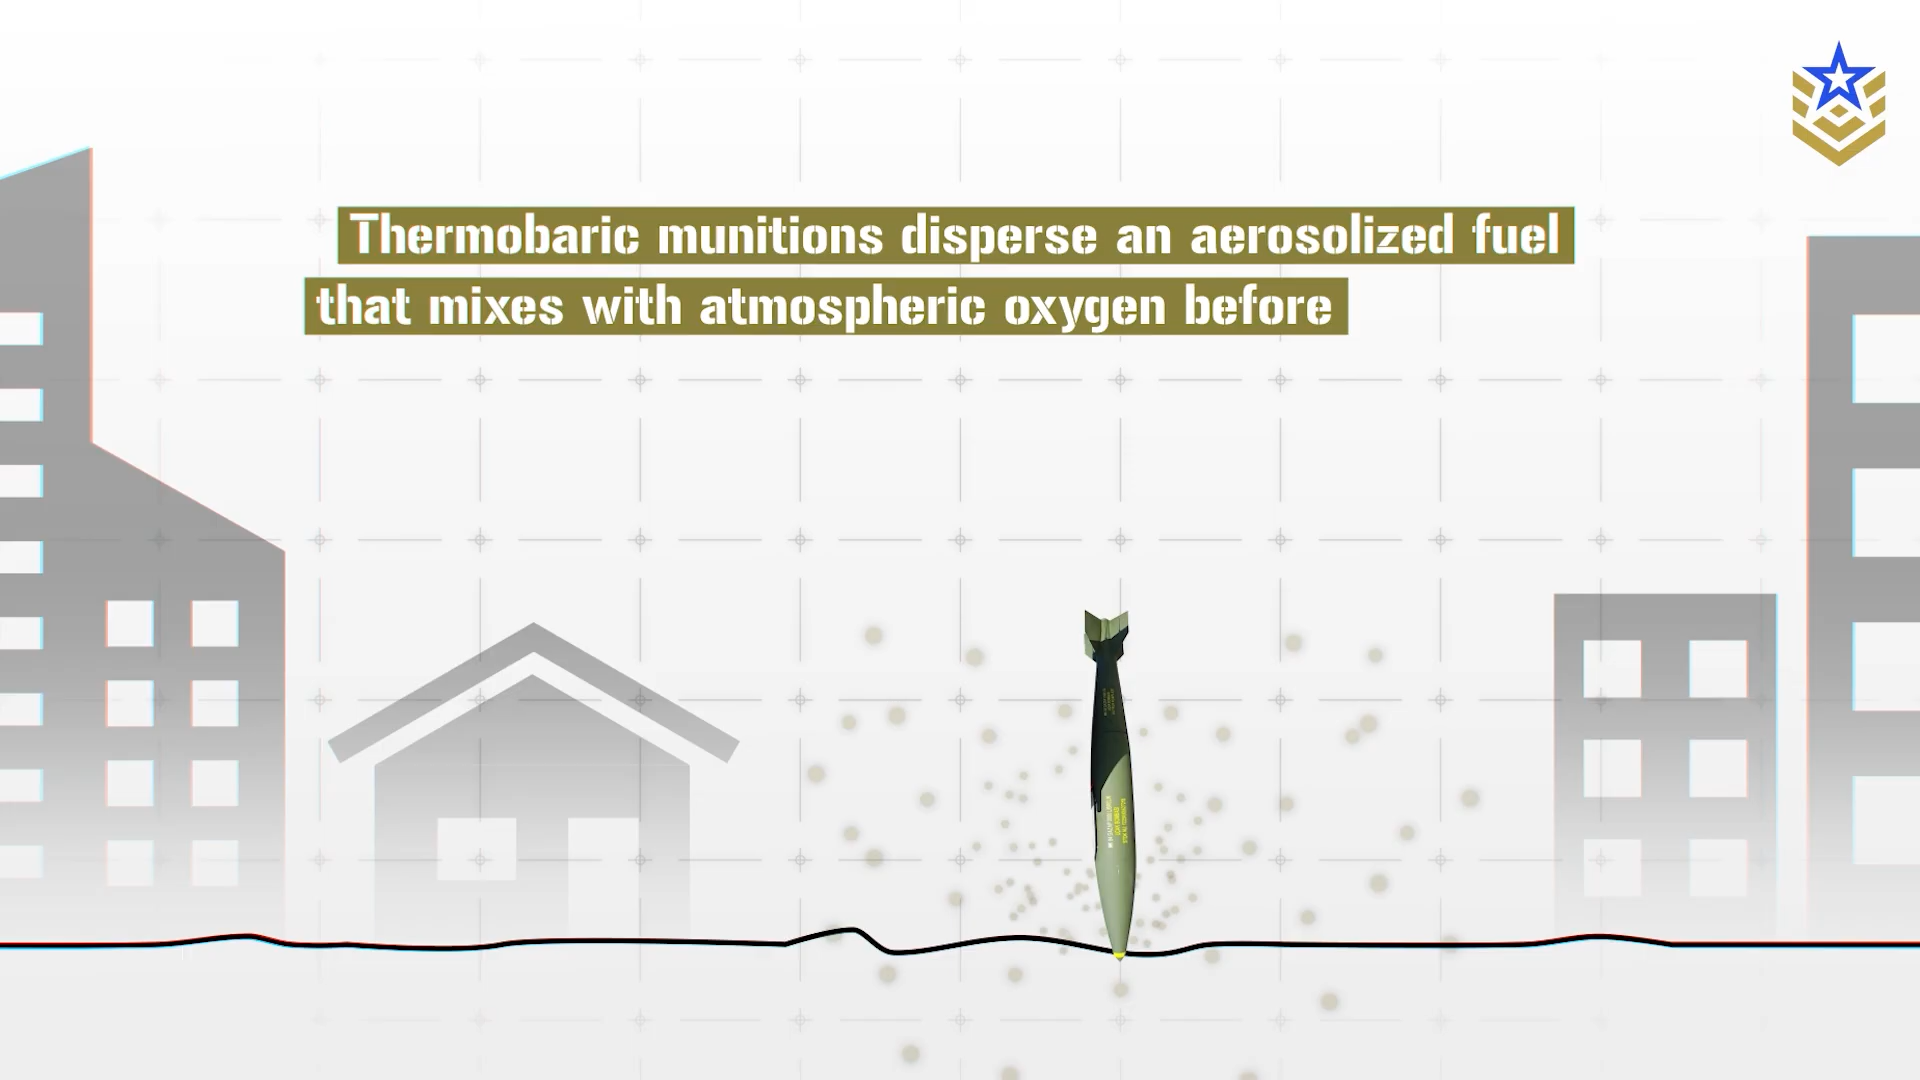 Thermobaric munitions disperse an aerosolized fuel
that mixes with atmospheric oxygen before